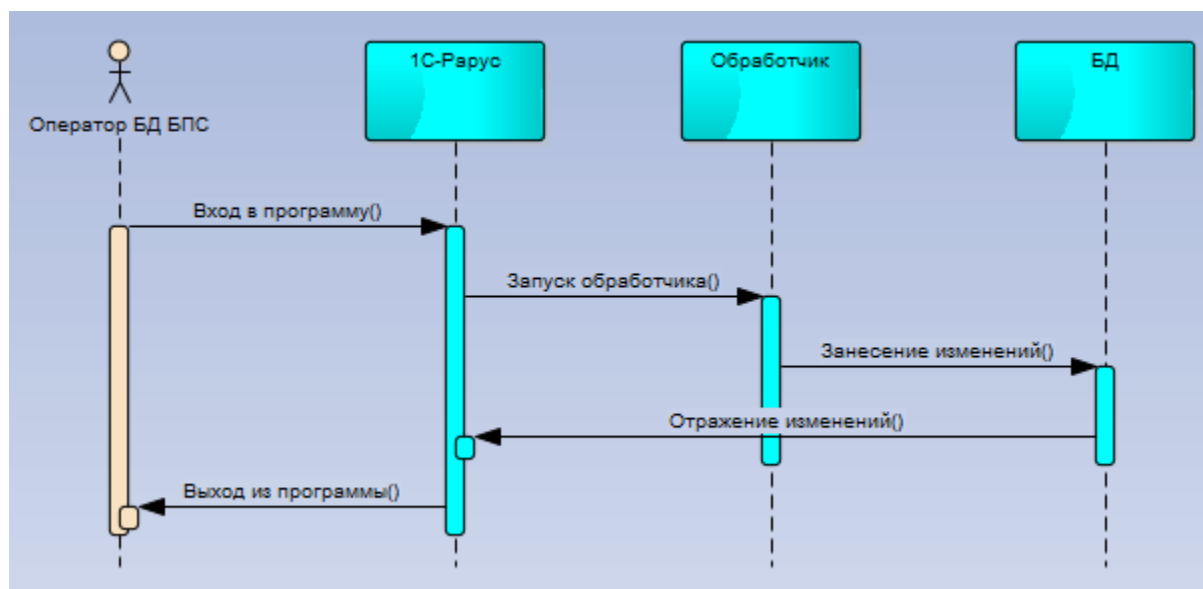 1С-Рарус
Обработчик
БД
Оператор БД БПС
Вход в программу()
Запуск обработчика()
Занесение изменений()
Отражение изменений()
Выход из программы()